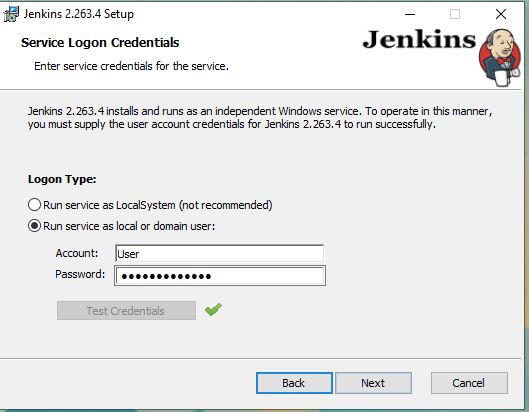 Jenkins 2.263.4 Setup
Service Logon Credentials
Enter service credentials for the service.
Jenkins
Jenkins 2.263.4 installs and runs as an independent Windows service. To operate in this manner,
you must supply the user account credentials for Jenkins 2.263.4 to run successfully.
Logon Type:
Run service as LocalSystem (not recommended)
Run service as local or domain user:
Account: User
Password: •••••••••••••
Test Credentials
Back Next Cancel